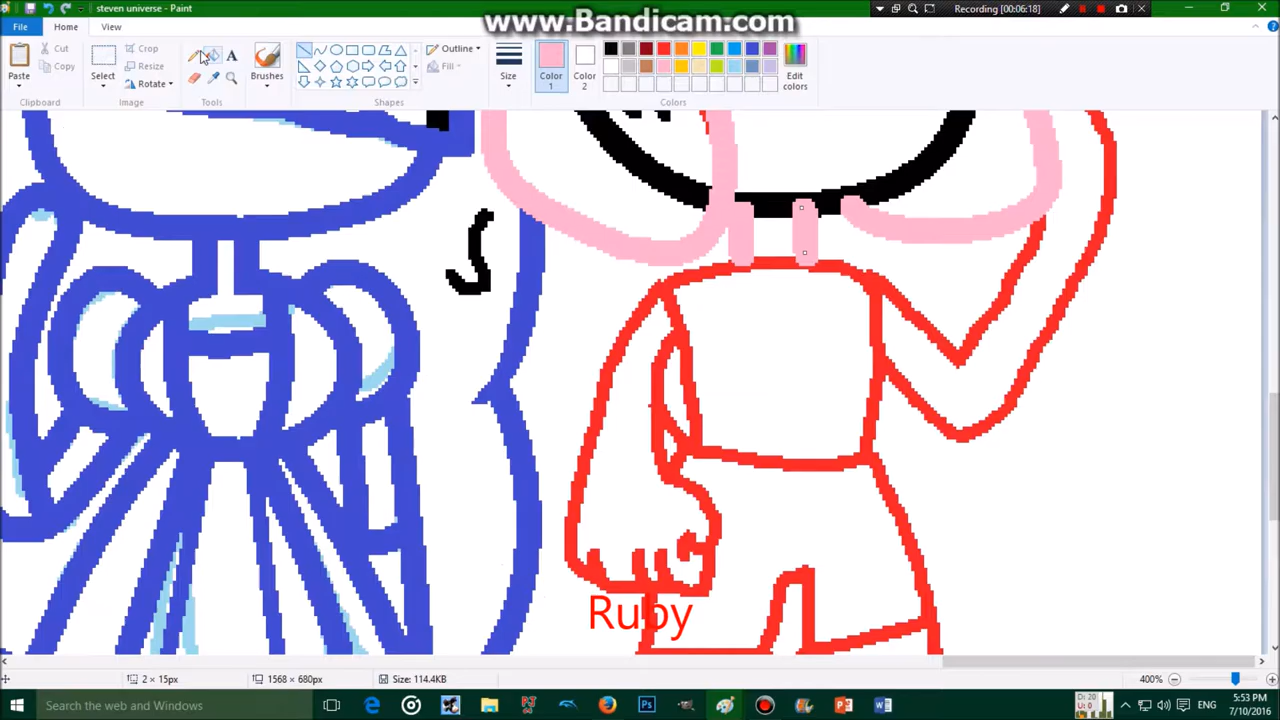 steven universe - Paint
www.Bandicam.com
Recording [00:06:18]
File
Home
View
Paste
Cut
Copy
Clipboard
Select
Crop
Resize
Rotate
Image
A
Tools
Brushes
Outline
Fill
Shapes
Size
Color 1
Color 2
Edit colors
Colors
Ruby
2 × 15px
1568 × 680px
Size: 114.4KB
400%
Search the web and Windows
D: 20
U: 0
ENG
5:53 PM
7/10/2016